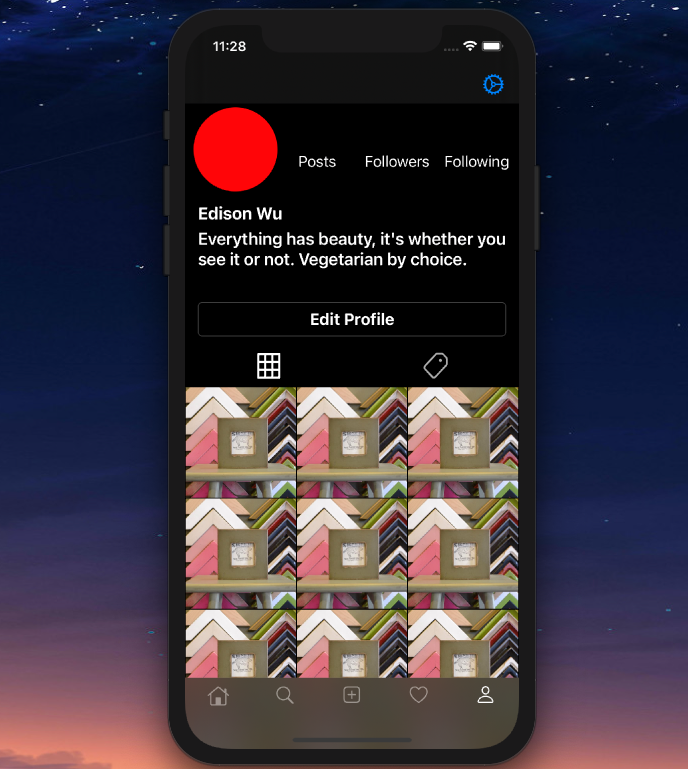 11:28
Posts Followers Following
Edison Wu
Everything has beauty, it's whether you
see it or not. Vegetarian by choice.
Edit Profile